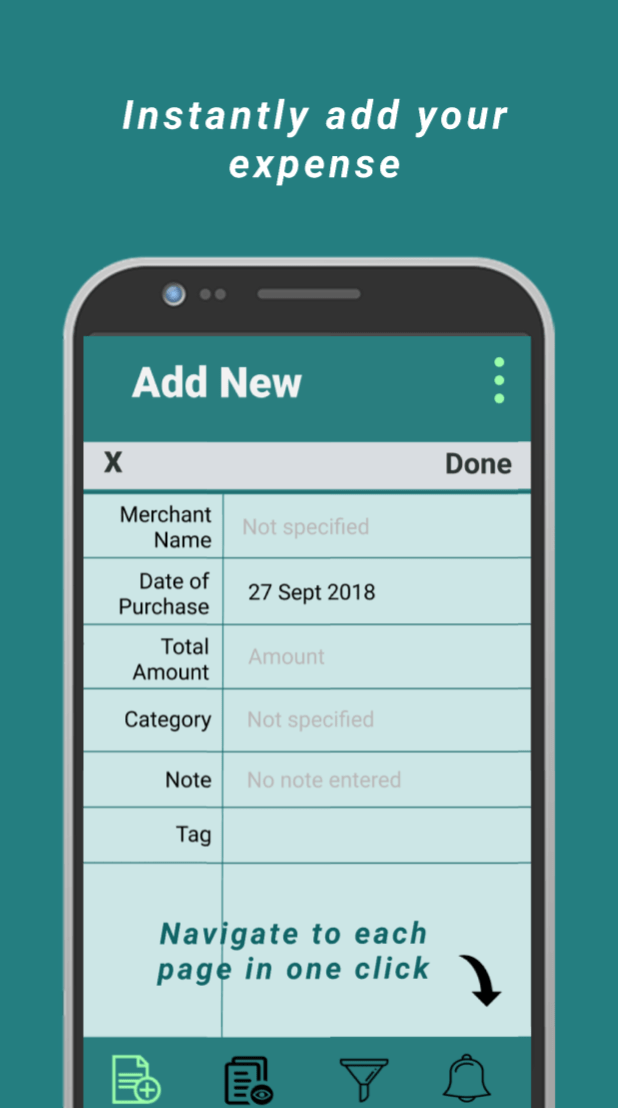 Instantly add your
expense
Add New
X
Done
Merchant
Name
Not specified
Date of
Purchase
27 Sept 2018
Total
Amount
Amount
Category
Not specified
Note
No note entered
Tag
Navigate to each
page in one click